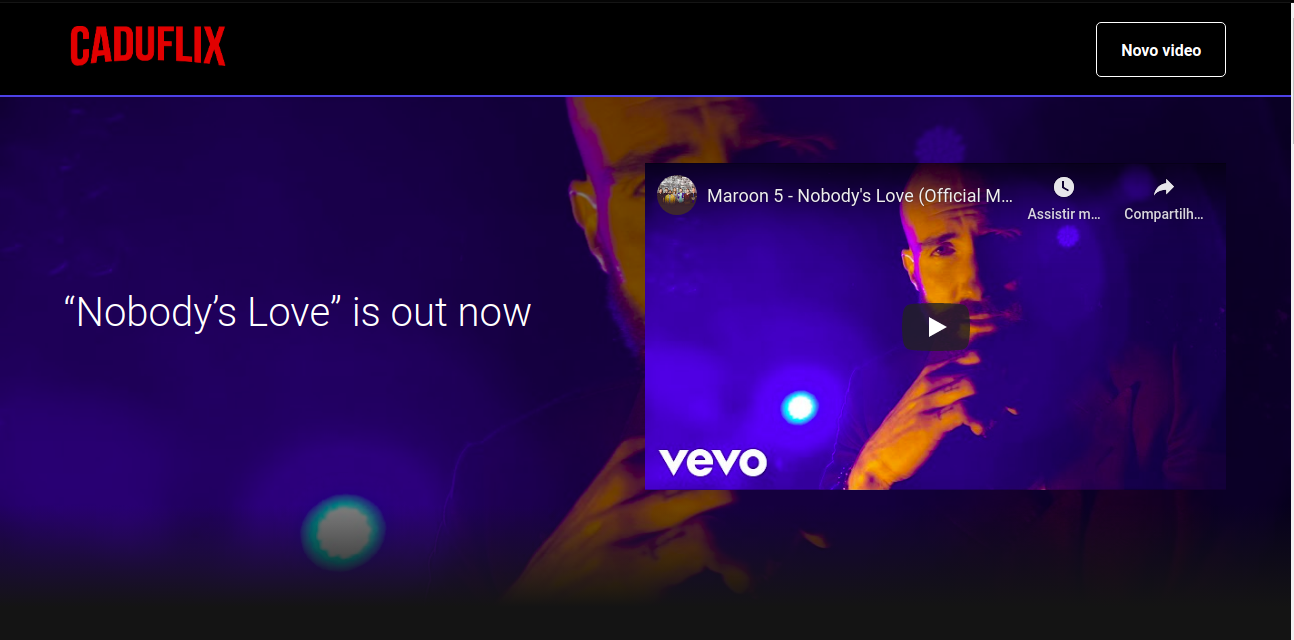 CADUFLIX
Novo video
“Nobody’s Love” is out now
Maroon 5 - Nobody's Love (Official M...
Assistir m...
Compartilh...
vevo